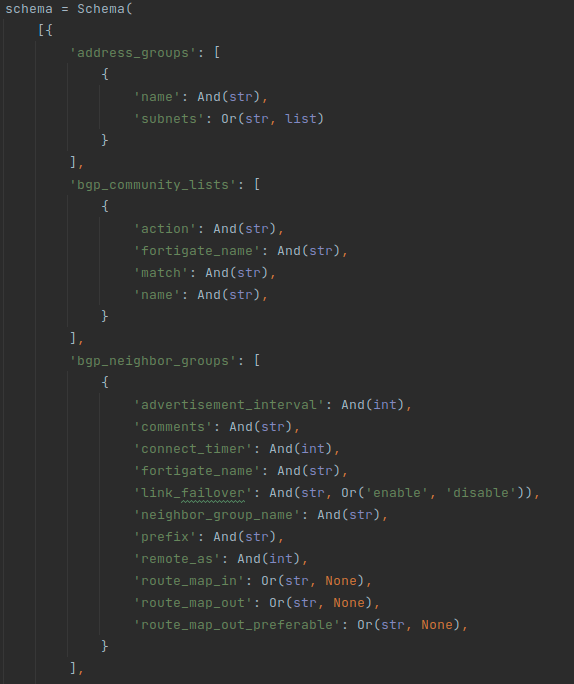 schema = Schema(
    [{
        'address_groups': [
            {
                'name': And(str),
                'subnets': Or(str, list)
            }
        ],
        'bgp_community_lists': [
            {
                'action': And(str),
                'fortigate_name': And(str),
                'match': And(str),
                'name': And(str),
            }
        ],
        'bgp_neighbor_groups': [
            {
                'advertisement_interval': And(int),
                'comments': And(str),
                'connect_timer': And(int),
                'fortigate_name': And(str),
                'link_failover': And(str, Or('enable', 'disable')),
                'neighbor_group_name': And(str),
                'prefix': And(str),
                'remote_as': And(int),
                'route_map_in': Or(str, None),
                'route_map_out': Or(str, None),
                'route_map_out_preferable': Or(str, None),
            }
        ],